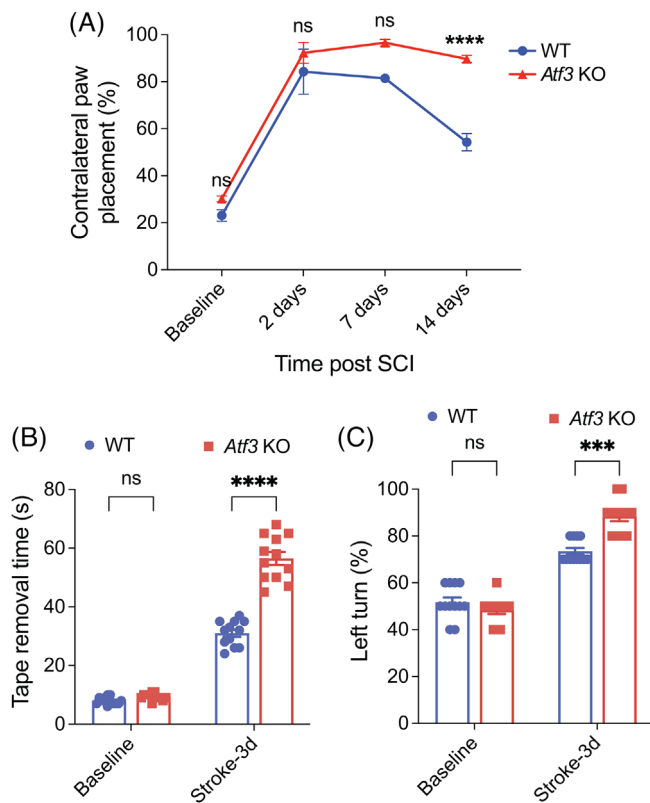 (A)
Contralateral paw
placement (%)
100
80
60
40
20
0
ns
ns
ns
****
WT
Atf3 KO
Baseline
2 days
7 days
14 days
Time post SCI
(B)
WT
Atf3 KO
ns
****
Tape removal time (s)
80
60
40
20
0
Baseline
Stroke-3d
(C)
WT
Atf3 KO
ns
***
Left turn (%)
100
80
60
40
20
0
Baseline
Stroke-3d